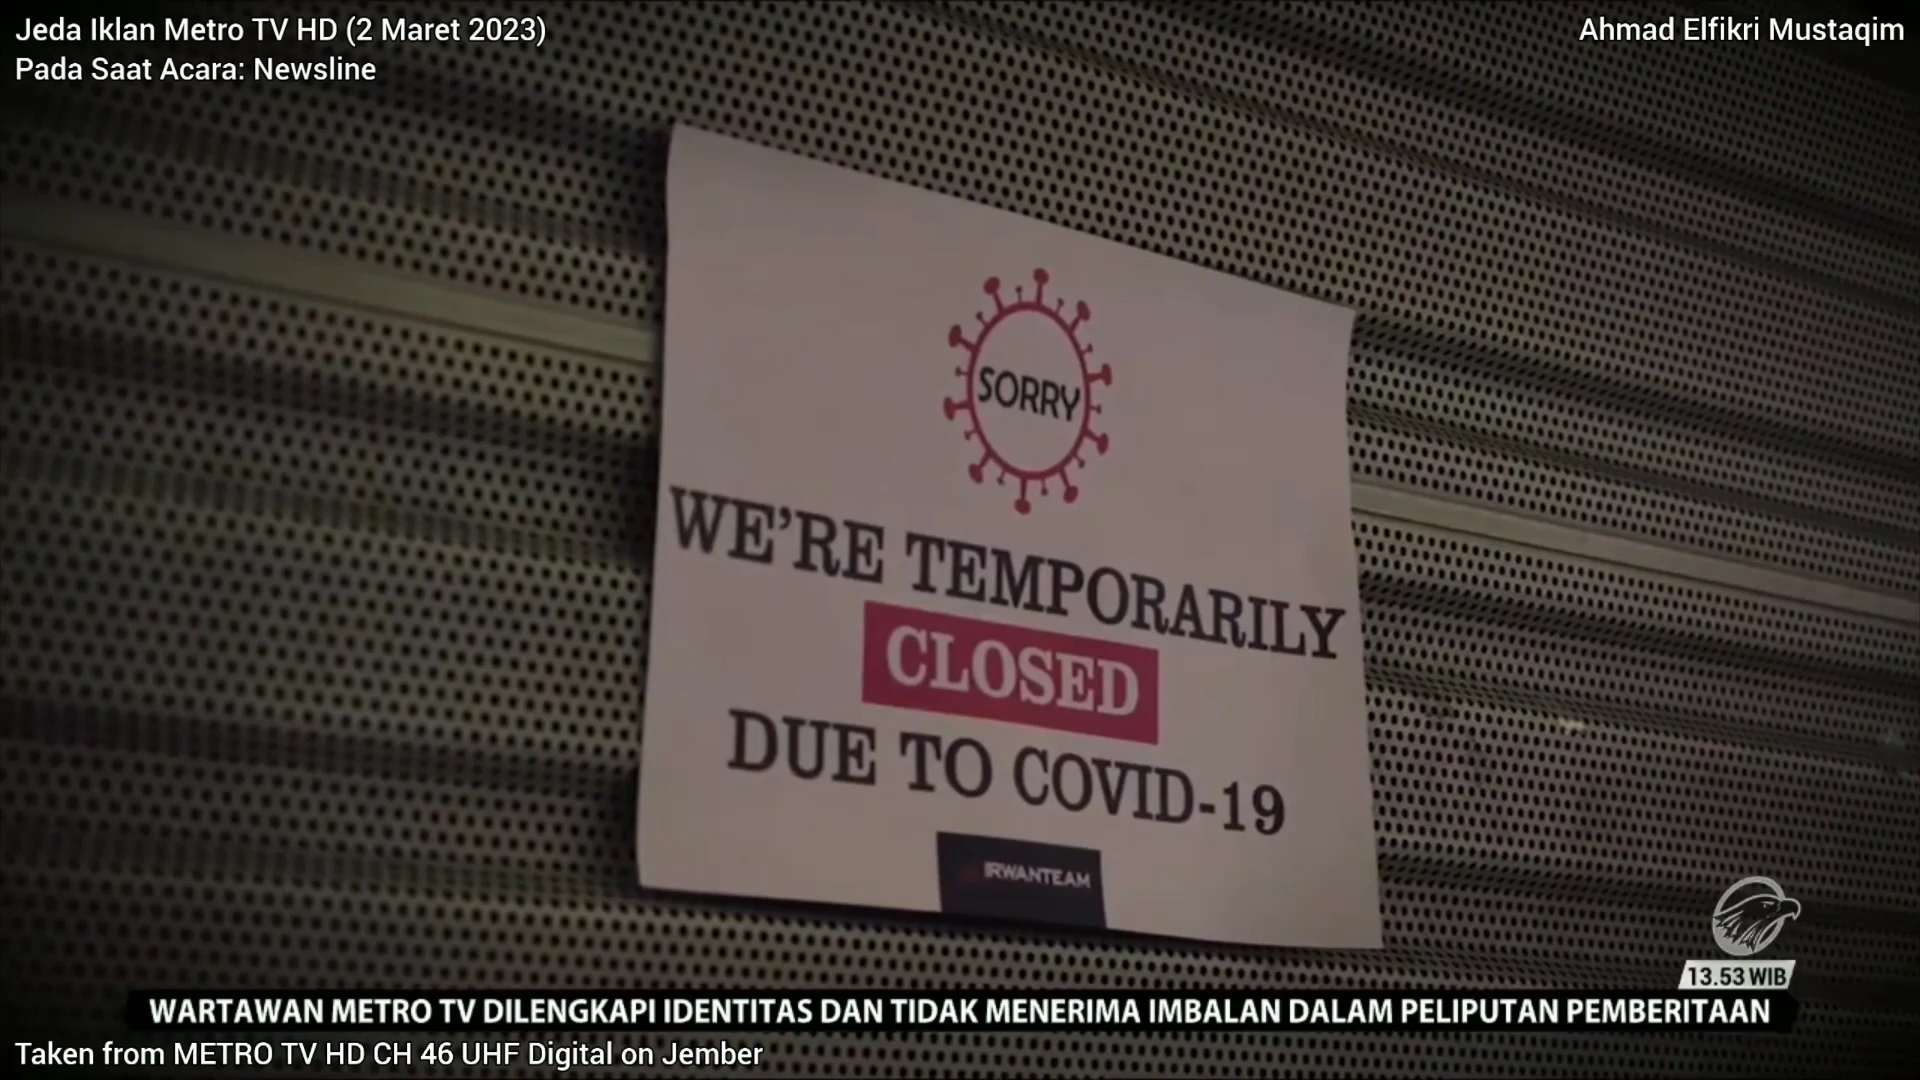 Jeda Iklan Metro TV HD (2 Maret 2023)
Pada Saat Acara: Newsline
Ahmad Elfikri Mustaqim
SORRY
WE'RE TEMPORARILY
CLOSED
DUE TO COVID-19
IRWANTEAM
13.53 WIB
WARTAWAN METRO TV DILENGKAPI IDENTITAS DAN TIDAK MENERIMA IMBALAN DALAM PELIPUTAN PEMBERITAAN
Taken from METRO TV HD CH 46 UHF Digital on Jember